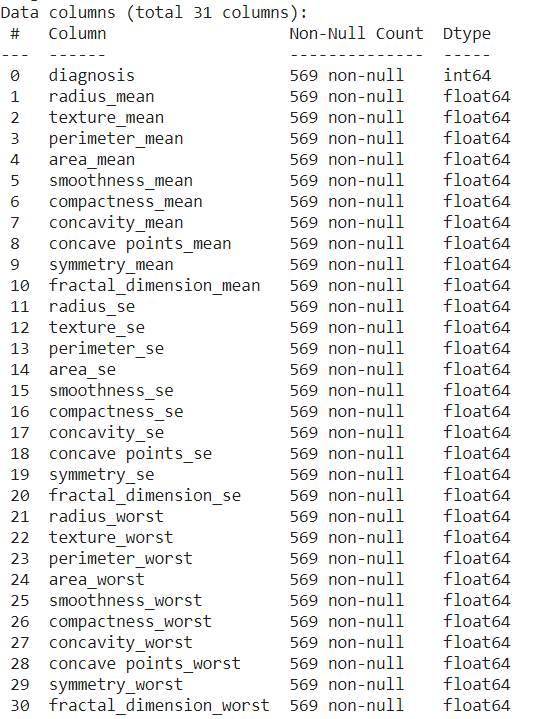 Data columns (total 31 columns):
 #   Column                   Non-Null Count  Dtype
---  ------                   --------------  -----
 0   diagnosis                569 non-null    int64
 1   radius_mean              569 non-null    float64
 2   texture_mean             569 non-null    float64
 3   perimeter_mean           569 non-null    float64
 4   area_mean                569 non-null    float64
 5   smoothness_mean          569 non-null    float64
 6   compactness_mean         569 non-null    float64
 7   concavity_mean           569 non-null    float64
 8   concave points_mean      569 non-null    float64
 9   symmetry_mean            569 non-null    float64
 10  fractal_dimension_mean   569 non-null    float64
 11  radius_se                569 non-null    float64
 12  texture_se               569 non-null    float64
 13  perimeter_se             569 non-null    float64
 14  area_se                  569 non-null    float64
 15  smoothness_se            569 non-null    float64
 16  compactness_se           569 non-null    float64
 17  concavity_se             569 non-null    float64
 18  concave points_se        569 non-null    float64
 19  symmetry_se              569 non-null    float64
 20  fractal_dimension_se     569 non-null    float64
 21  radius_worst             569 non-null    float64
 22  texture_worst            569 non-null    float64
 23  perimeter_worst          569 non-null    float64
 24  area_worst               569 non-null    float64
 25  smoothness_worst         569 non-null    float64
 26  compactness_worst        569 non-null    float64
 27  concavity_worst          569 non-null    float64
 28  concave points_worst     569 non-null    float64
 29  symmetry_worst           569 non-null    float64
 30  fractal_dimension_worst  569 non-null    float64